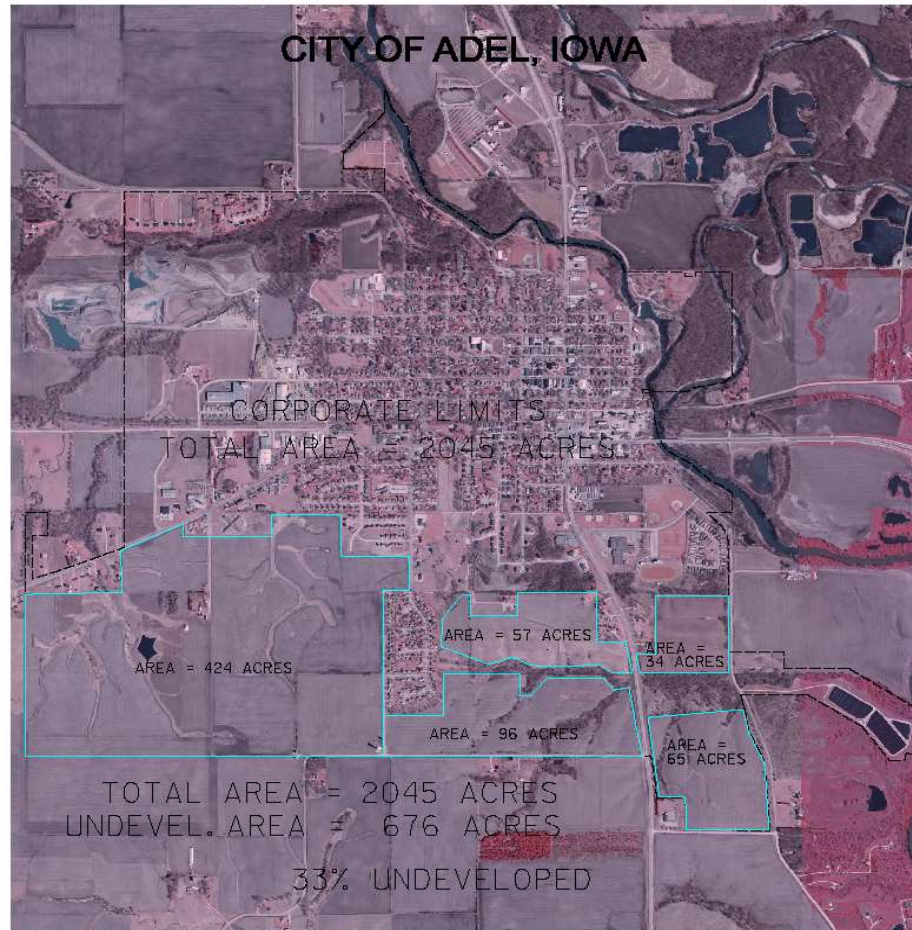 CITY OF ADEL, IOWA
CORPORATE LIMITS
TOTAL AREA = 2045 ACRES
AREA = 57 ACRES
AREA =
34 ACRES
AREA = 424 ACRES
AREA = 96 ACRES
AREA =
65 ACRES
TOTAL AREA = 2045 ACRES
UNDEVEL. AREA = 676 ACRES
33% UNDEVELOPED